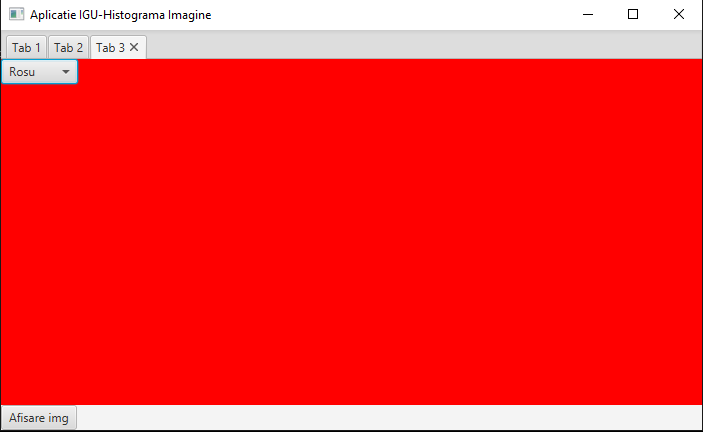 Aplicatie IGU-Histograma Imagine
Tab 1 Tab 2 Tab 3
Rosu
Afisare img